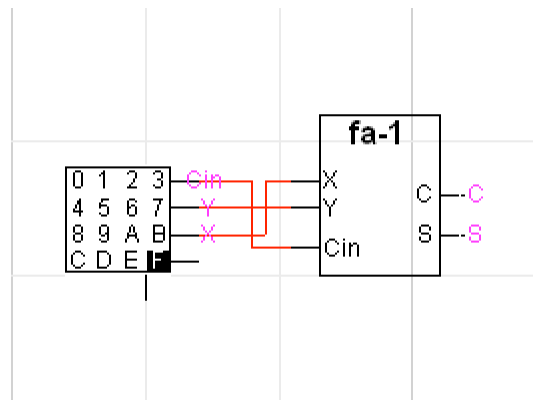 fa-1
0 1 2 3 Cin X
4 5 6 7 Y Y C C
8 9 A B X S S
C D E F Cin